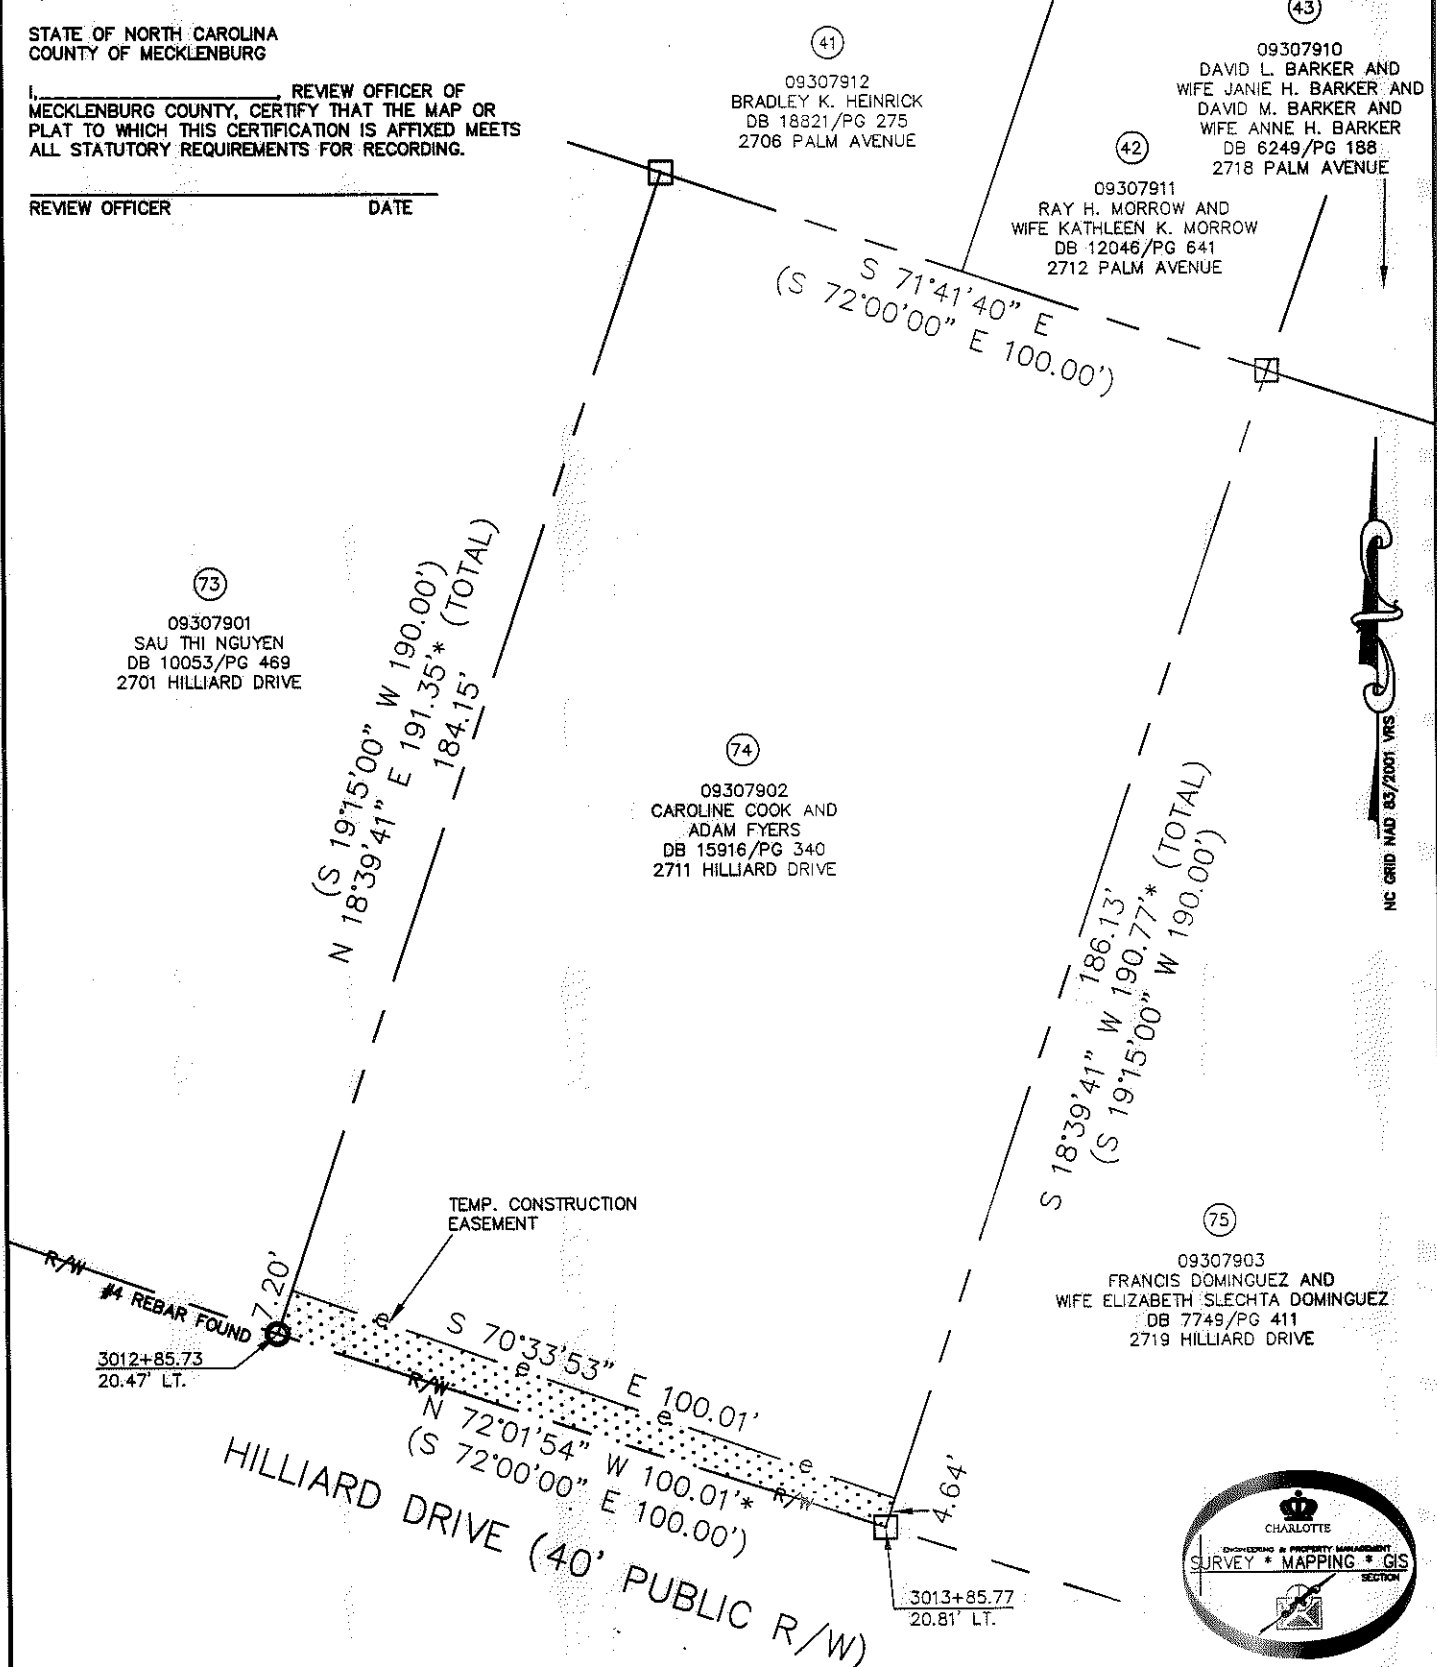 STATE OF NORTH CAROLINA
COUNTY OF MECKLENBURG
I,____________________, REVIEW OFFICER OF
MECKLENBURG COUNTY, CERTIFY THAT THE MAP OR
PLAT TO WHICH THIS CERTIFICATION IS AFFIXED MEETS
ALL STATUTORY REQUIREMENTS FOR RECORDING.
REVIEW OFFICER DATE
41
09307912
BRADLEY K. HEINRICK
DB 18821/PG 275
2706 PALM AVENUE
43
09307910
DAVID L. BARKER AND
WIFE JANIE H. BARKER AND
DAVID M. BARKER AND
WIFE ANNE H. BARKER
DB 6249/PG 188
2718 PALM AVENUE
42
09307911
RAY H. MORROW AND
WIFE KATHLEEN K. MORROW
DB 12046/PG 641
2712 PALM AVENUE
S 71°41'40" E
(S 72°00'00" E 100.00')
73
09307901
SAU THI NGUYEN
DB 10053/PG 469
2701 HILLIARD DRIVE
(S 19°15'00" W 190.00')
N 18°39'41" E 191.35'* (TOTAL)
184.15'
74
09307902
CAROLINE COOK AND
ADAM FYERS
DB 15916/PG 340
2711 HILLIARD DRIVE
186.13'
S 18°39'41" W 190.77'* (TOTAL)
(S 19°15'00" W 190.00')
NC GRID NAD 83/2001 VRS
75
09307903
FRANCIS DOMINGUEZ AND
WIFE ELIZABETH SLECHTA DOMINGUEZ
DB 7749/PG 411
2719 HILLIARD DRIVE
TEMP. CONSTRUCTION
EASEMENT
R/W
#4 REBAR FOUND
7.20'
3012+85.73
20.47' LT.
e
S 70°33'53" E 100.01'
e
e
e
R/W
N 72°01'54" W 100.01'*
R/W
(S 72°00'00" E 100.00')
4.64'
HILLIARD DRIVE (40' PUBLIC R/W)
3013+85.77
20.81' LT.
CHARLOTTE
ENGINEERING & PROPERTY MANAGEMENT
SURVEY * MAPPING * GIS
SECTION